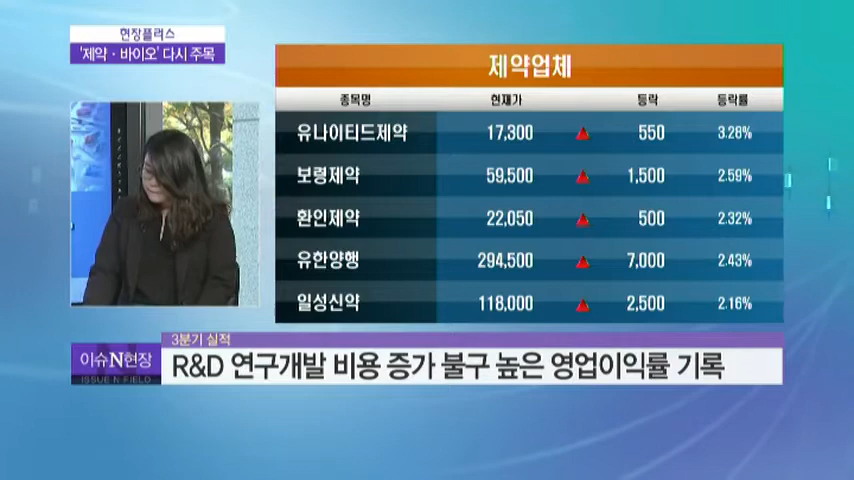 현장플러스
'제약·바이오' 다시 주목
제약업체
종목명 현재가 등락 등락률
유나이티드제약 17,300 ▲ 550 3.28%
보령제약 59,500 ▲ 1,500 2.59%
환인제약 22,050 ▲ 500 2.32%
유한양행 294,500 ▲ 7,000 2.43%
일성신약 118,000 ▲ 2,500 2.16%
3분기 실적
이슈N현장
ISSUE N FIELD
R&D 연구개발 비용 증가 불구 높은 영업이익률 기록